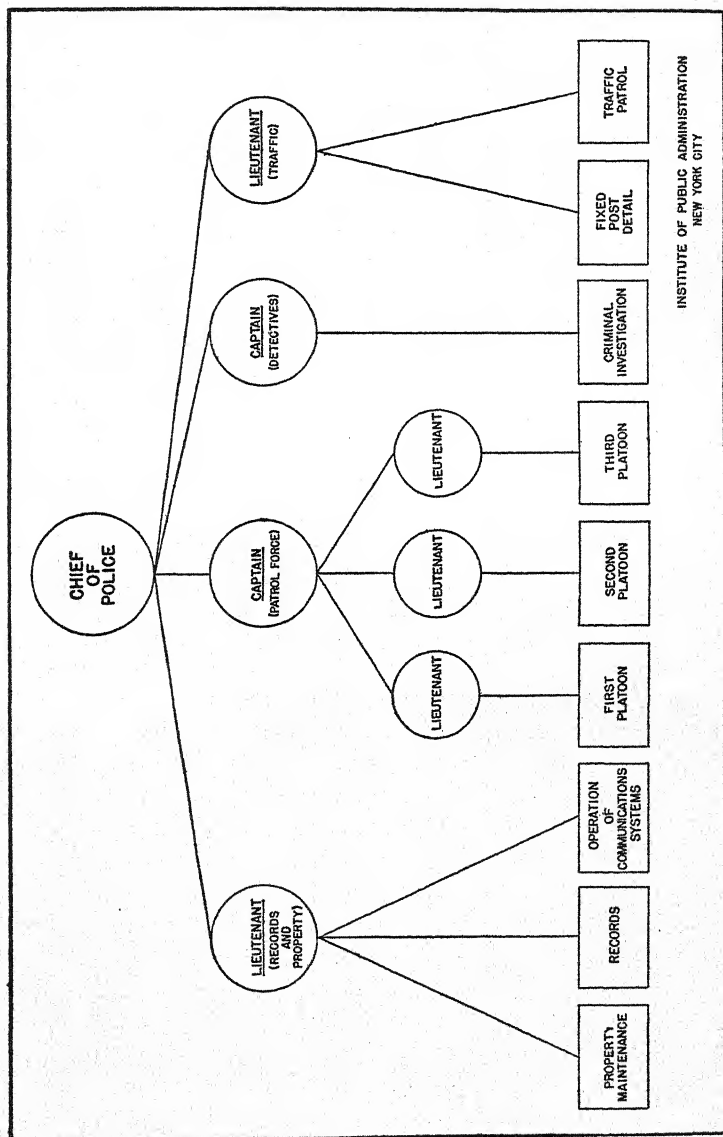 CHIEF
OF
POLICE
LIEUTENANT
(RECORDS
AND
PROPERTY)
CAPTAIN
(PATROL FORCE)
CAPTAIN
(DETECTIVES)
LIEUTENANT
(TRAFFIC)
LIEUTENANT
LIEUTENANT
LIEUTENANT
PROPERTY
MAINTENANCE
RECORDS
OPERATION
OF
COMMUNICATIONS
SYSTEMS
FIRST
PLATOON
SECOND
PLATOON
THIRD
PLATOON
CRIMINAL
INVESTIGATION
FIXED
POST
DETAIL
TRAFFIC
PATROL
INSTITUTE OF PUBLIC ADMINISTRATION
NEW YORK CITY